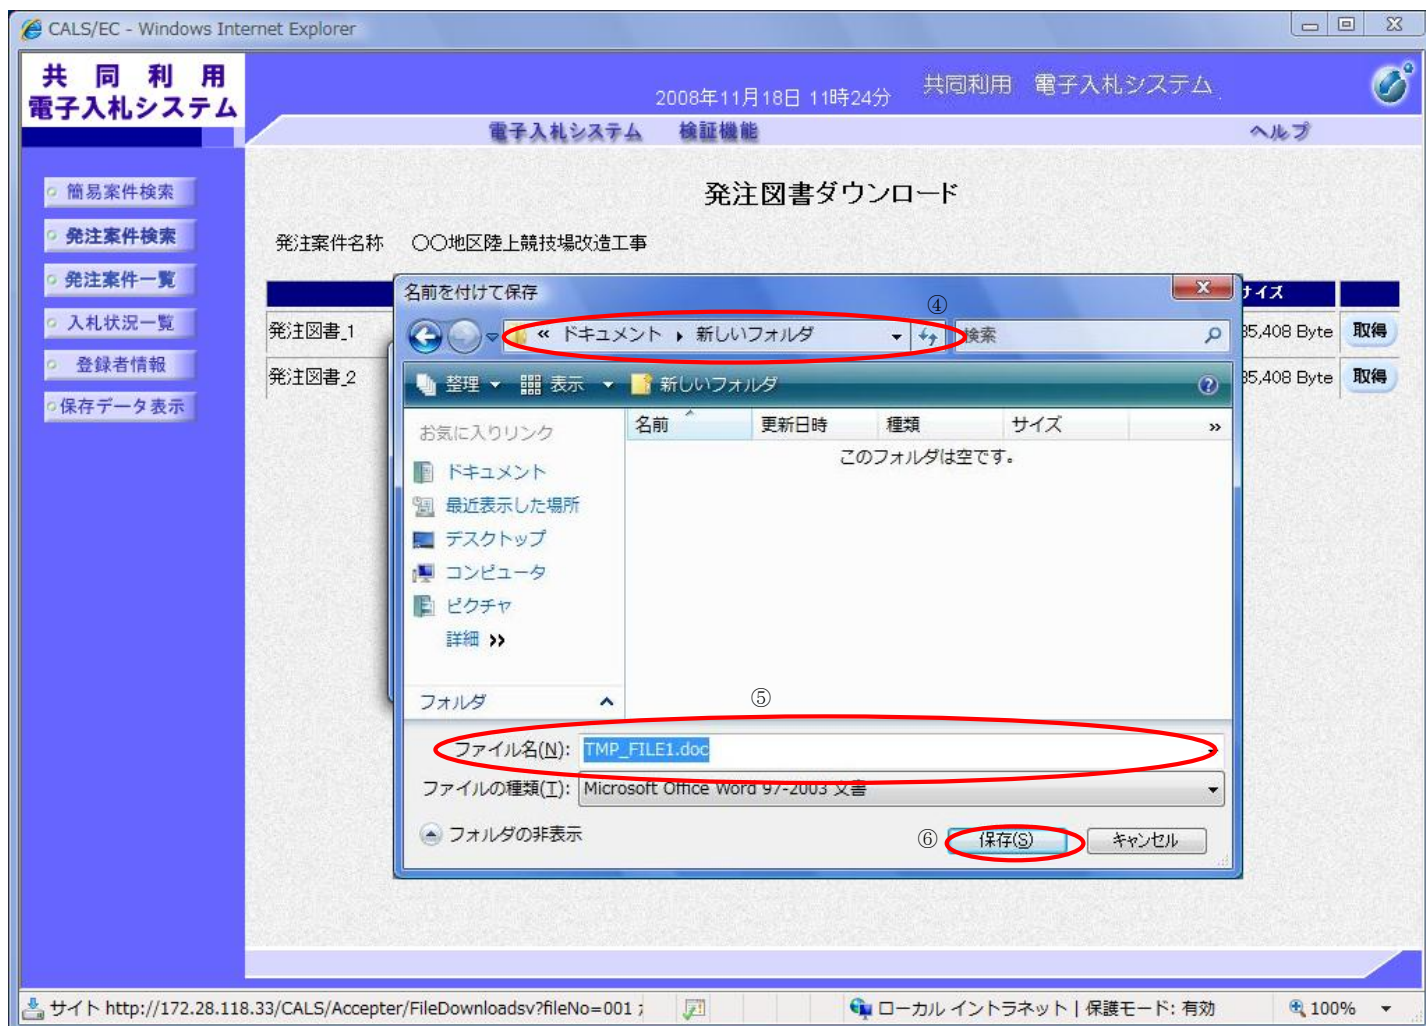 CALS/EC - Windows Internet Explorer
共同利用
電子入札システム
2008年11月18日 11時24分
共同利用 電子入札システム
電子入札システム 検証機能 ヘルプ
簡易案件検索
発注案件検索
発注案件一覧
入札状況一覧
登録者情報
保存データ表示
発注図書ダウンロード
発注案件名称 〇〇地区陸上競技場改造工事
サイズ
発注図書_1 35,408 Byte 取得
発注図書_2 35,408 Byte 取得
名前を付けて保存
④
« ドキュメント ▸ 新しいフォルダ 検索
整理 表示 新しいフォルダ
お気に入りリンク
ドキュメント
最近表示した場所
デスクトップ
コンピュータ
ピクチャ
詳細 »
フォルダ
名前 更新日時 種類 サイズ »
このフォルダは空です。
⑤
ファイル名(N): TMP_FILE1.doc
ファイルの種類(T): Microsoft Office Word 97-2003 文書
フォルダの非表示
⑥ 保存(S) キャンセル
サイト http://172.28.118.33/CALS/Accepter/FileDownloadsv?fileNo=001 ローカル イントラネット | 保護モード: 有効 100%